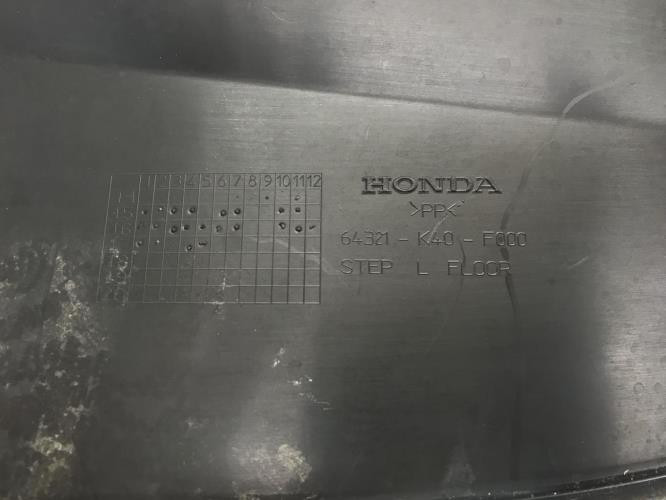 1 2 3 4 5 6 7 8 9 10 11 12
HONDA
>PP<
64321 - K40 - F000
STEP L FLOOR